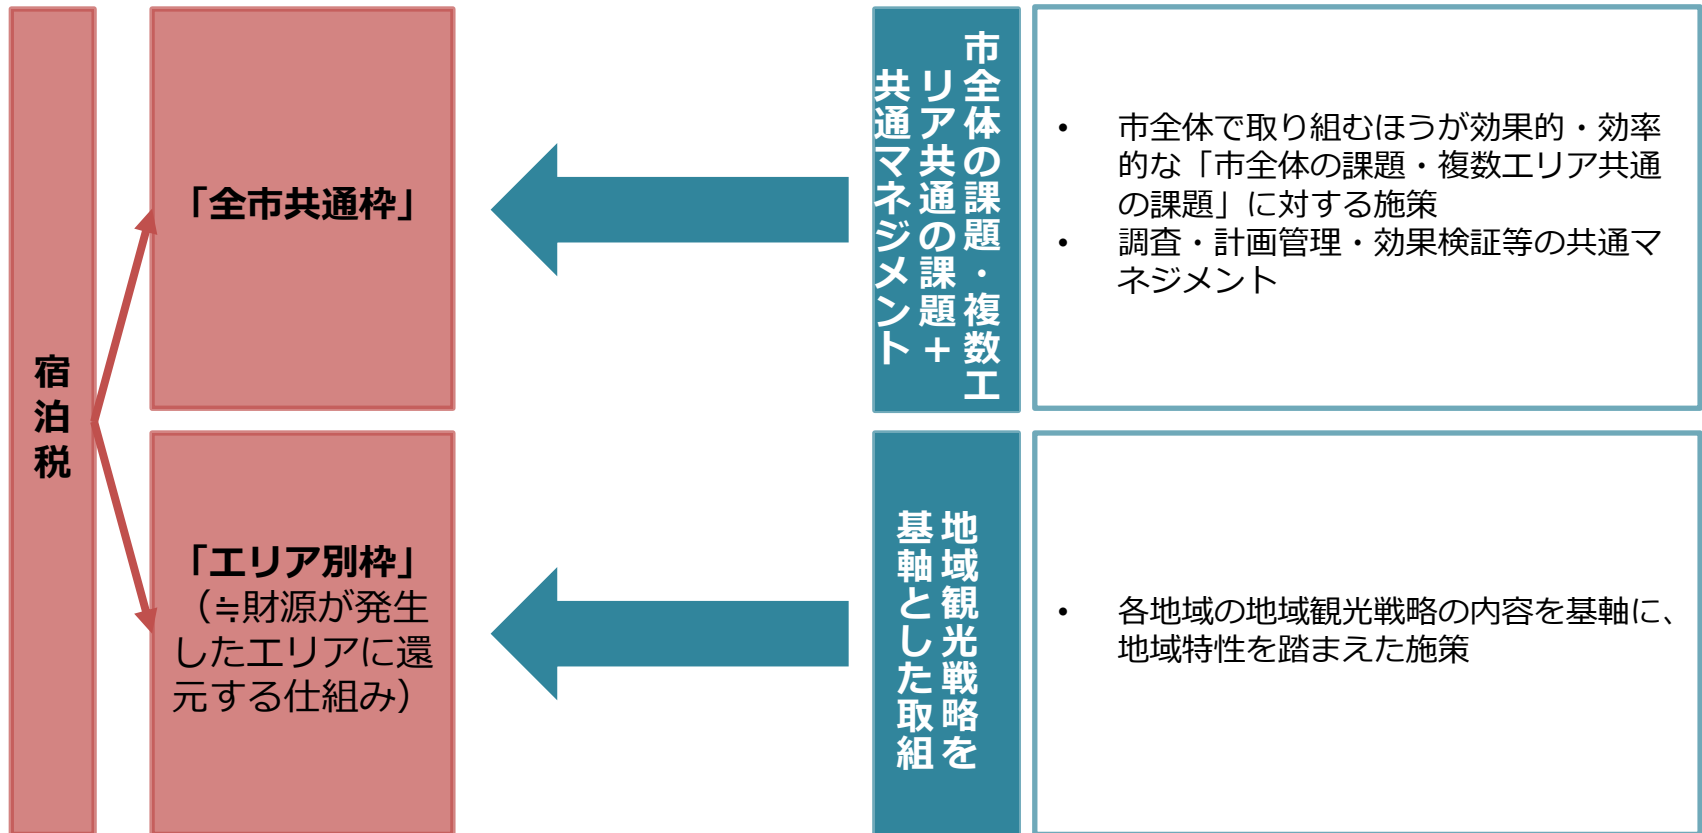 宿泊税
「全市共通枠」
市全体の課題・複数エ
リア共通の課題＋
共通マネジメント
• 市全体で取り組むほうが効果的・効率
的な「市全体の課題・複数エリア共通
の課題」に対する施策
• 調査・計画管理・効果検証等の共通マ
ネジメント
「エリア別枠」
（≒財源が発生
したエリアに還
元する仕組み）
地域観光戦略を
基軸とした取組
• 各地域の地域観光戦略の内容を基軸に、
地域特性を踏まえた施策